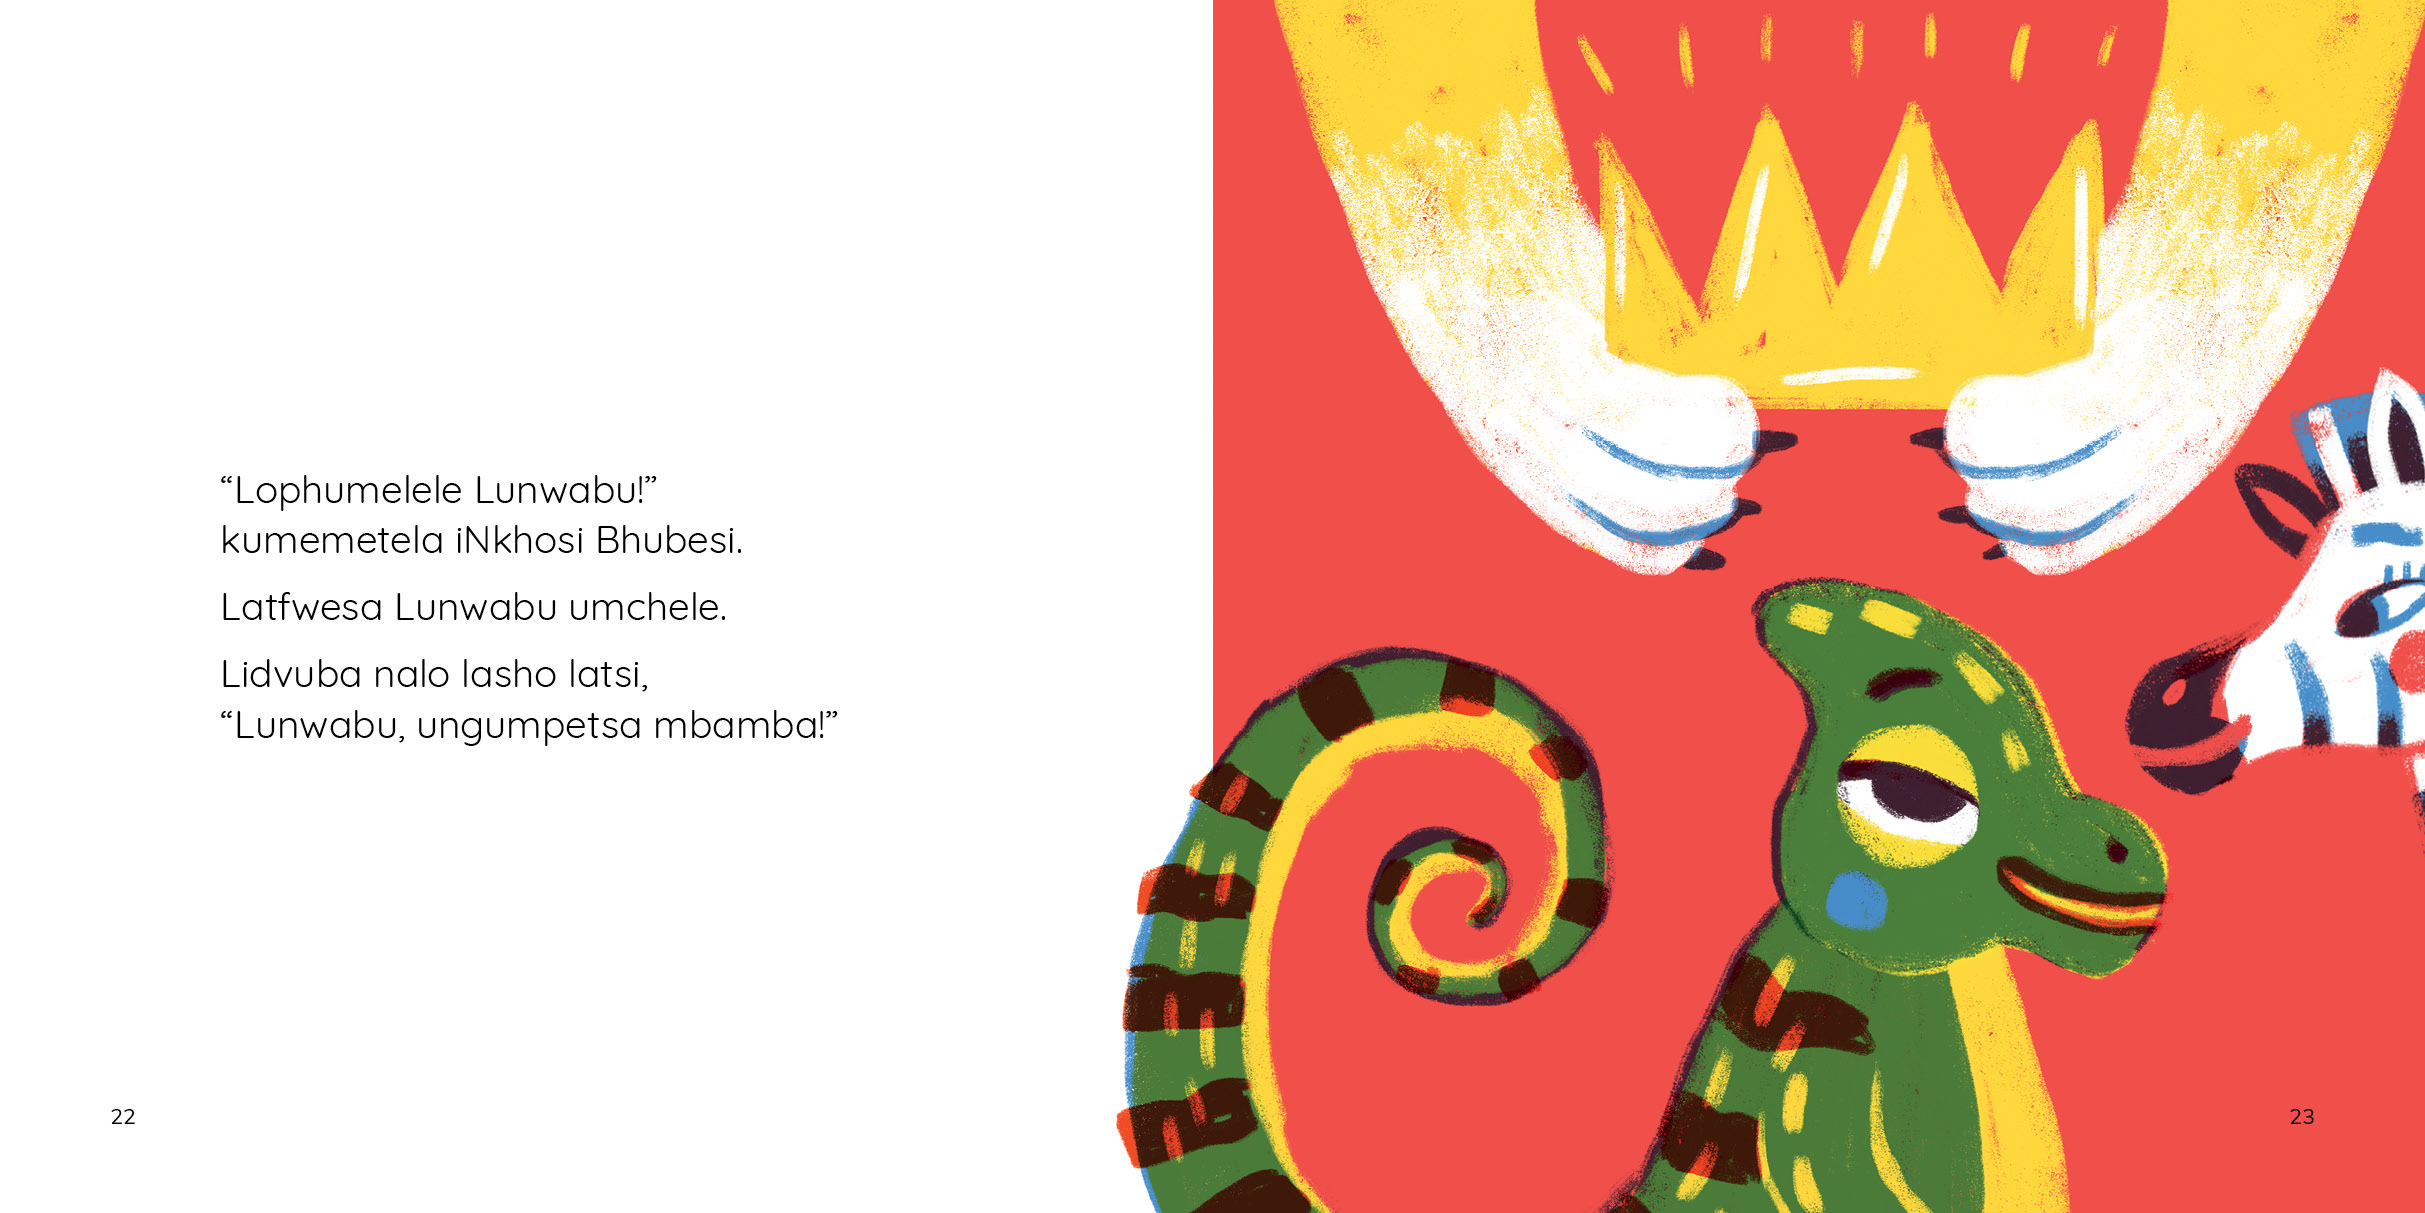 “Lophumelele Lunwabu!”
kumemetela iNkhosi Bhubesi.
Latfwesa Lunwabu umchele.
Lidvuba nalo lasho latsi,
“Lunwabu, ungumpetsa mbamba!”
22
23